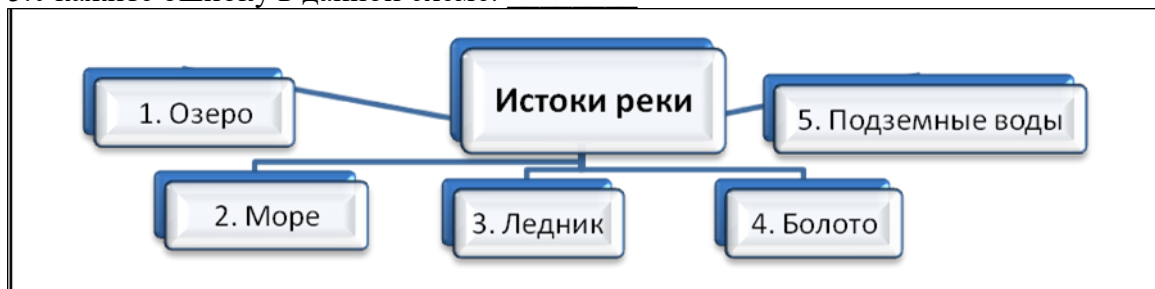 Истоки реки
1. Озеро
5. Подземные воды
2. Море
3. Ледник
4. Болото